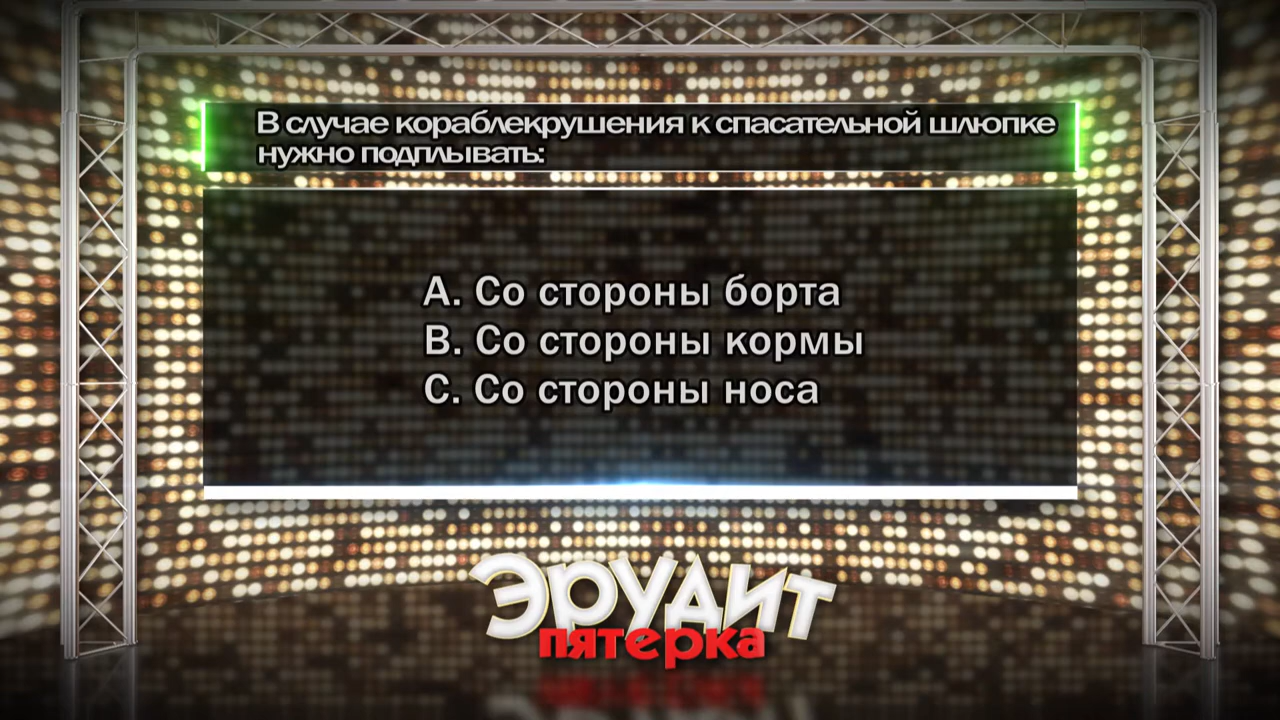 В случае кораблекрушения к спасательной шлюпке
нужно подплывать:
А. Со стороны борта
В. Со стороны кормы
С. Со стороны носа
Эрудит
пятерка